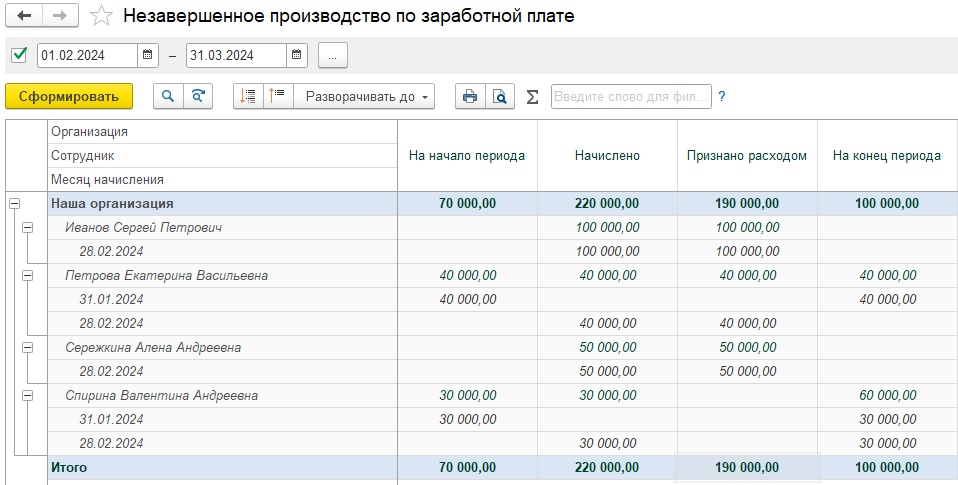 Незавершенное производство по заработной плате
01.02.2024 – 31.03.2024 ...
Сформировать Разворачивать до Σ Введите слово для фил... ?
Организация
Сотрудник
Месяц начисления
На начало периода Начислено Признано расходом На конец периода
Наша организация 70 000,00 220 000,00 190 000,00 100 000,00
Иванов Сергей Петрович 100 000,00 100 000,00
28.02.2024 100 000,00 100 000,00
Петрова Екатерина Васильевна 40 000,00 40 000,00 40 000,00 40 000,00
31.01.2024 40 000,00 40 000,00
28.02.2024 40 000,00 40 000,00
Сережкина Алена Андреевна 50 000,00 50 000,00
28.02.2024 50 000,00 50 000,00
Спирина Валентина Андреевна 30 000,00 30 000,00 60 000,00
31.01.2024 30 000,00 30 000,00
28.02.2024 30 000,00 30 000,00
Итого 70 000,00 220 000,00 190 000,00 100 000,00